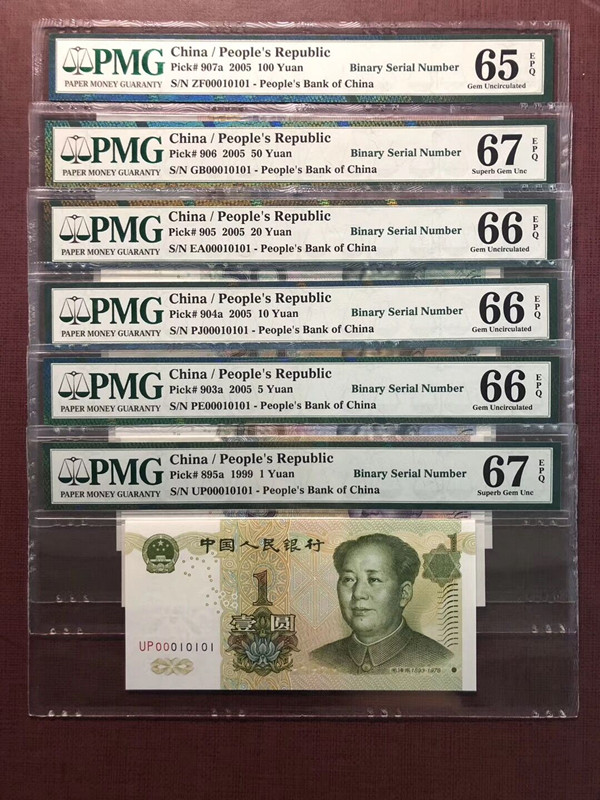 PMG
PAPER MONEY GUARANTY
China / People's Republic
Pick# 907a 2005 100 Yuan Binary Serial Number
S/N ZF00010101 - People's Bank of China
65 EPQ
Gem Uncirculated
PMG
PAPER MONEY GUARANTY
China / People's Republic
Pick# 906 2005 50 Yuan Binary Serial Number
S/N GB00010101 - People's Bank of China
67 EPQ
Superb Gem Unc
PMG
PAPER MONEY GUARANTY
China / People's Republic
Pick# 905 2005 20 Yuan Binary Serial Number
S/N EA00010101 - People's Bank of China
66 EPQ
Gem Uncirculated
PMG
PAPER MONEY GUARANTY
China / People's Republic
Pick# 904a 2005 10 Yuan Binary Serial Number
S/N PJ00010101 - People's Bank of China
66 EPQ
Gem Uncirculated
PMG
PAPER MONEY GUARANTY
China / People's Republic
Pick# 903a 2005 5 Yuan Binary Serial Number
S/N PE00010101 - People's Bank of China
66 EPQ
Gem Uncirculated
PMG
PAPER MONEY GUARANTY
China / People's Republic
Pick# 895a 1999 1 Yuan Binary Serial Number
S/N UP00010101 - People's Bank of China
67 EPQ
Superb Gem Unc
中国人民银行
1
1
壹圆
UP00010101
毛泽东 1893-1976